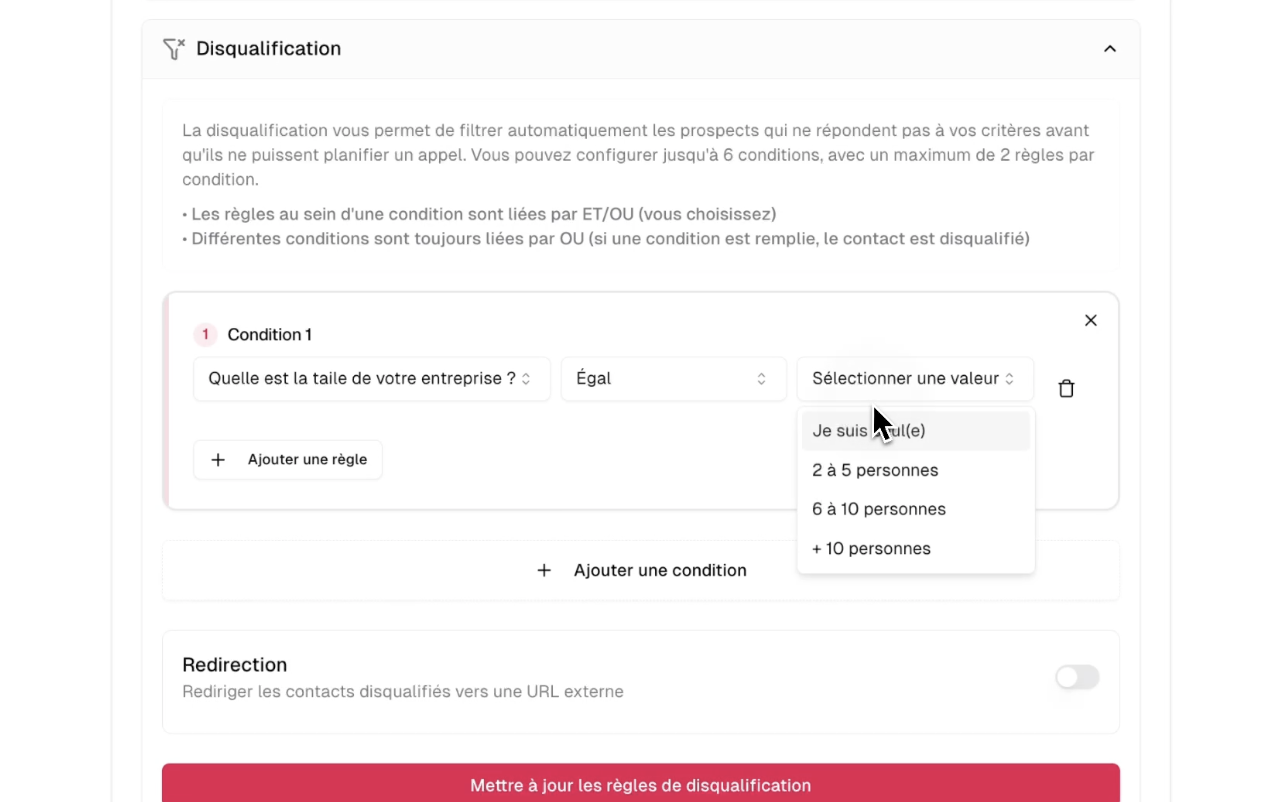 Disqualification
La disqualification vous permet de filtrer automatiquement les prospects qui ne répondent pas à vos critères avant
qu'ils ne puissent planifier un appel. Vous pouvez configurer jusqu'à 6 conditions, avec un maximum de 2 règles par
condition.
• Les règles au sein d'une condition sont liées par ET/OU (vous choisissez)
• Différentes conditions sont toujours liées par OU (si une condition est remplie, le contact est disqualifié)
1 Condition 1
Quelle est la taile de votre entreprise ? Égal Sélectionner une valeur
Je suis
2 à 5 personnes
Ajouter une règle
6 à 10 personnes
+ 10 personnes
Ajouter une condition
Redirection
Rediriger les contacts disqualifiés vers une URL externe
Mettre à jour les règles de disqualification